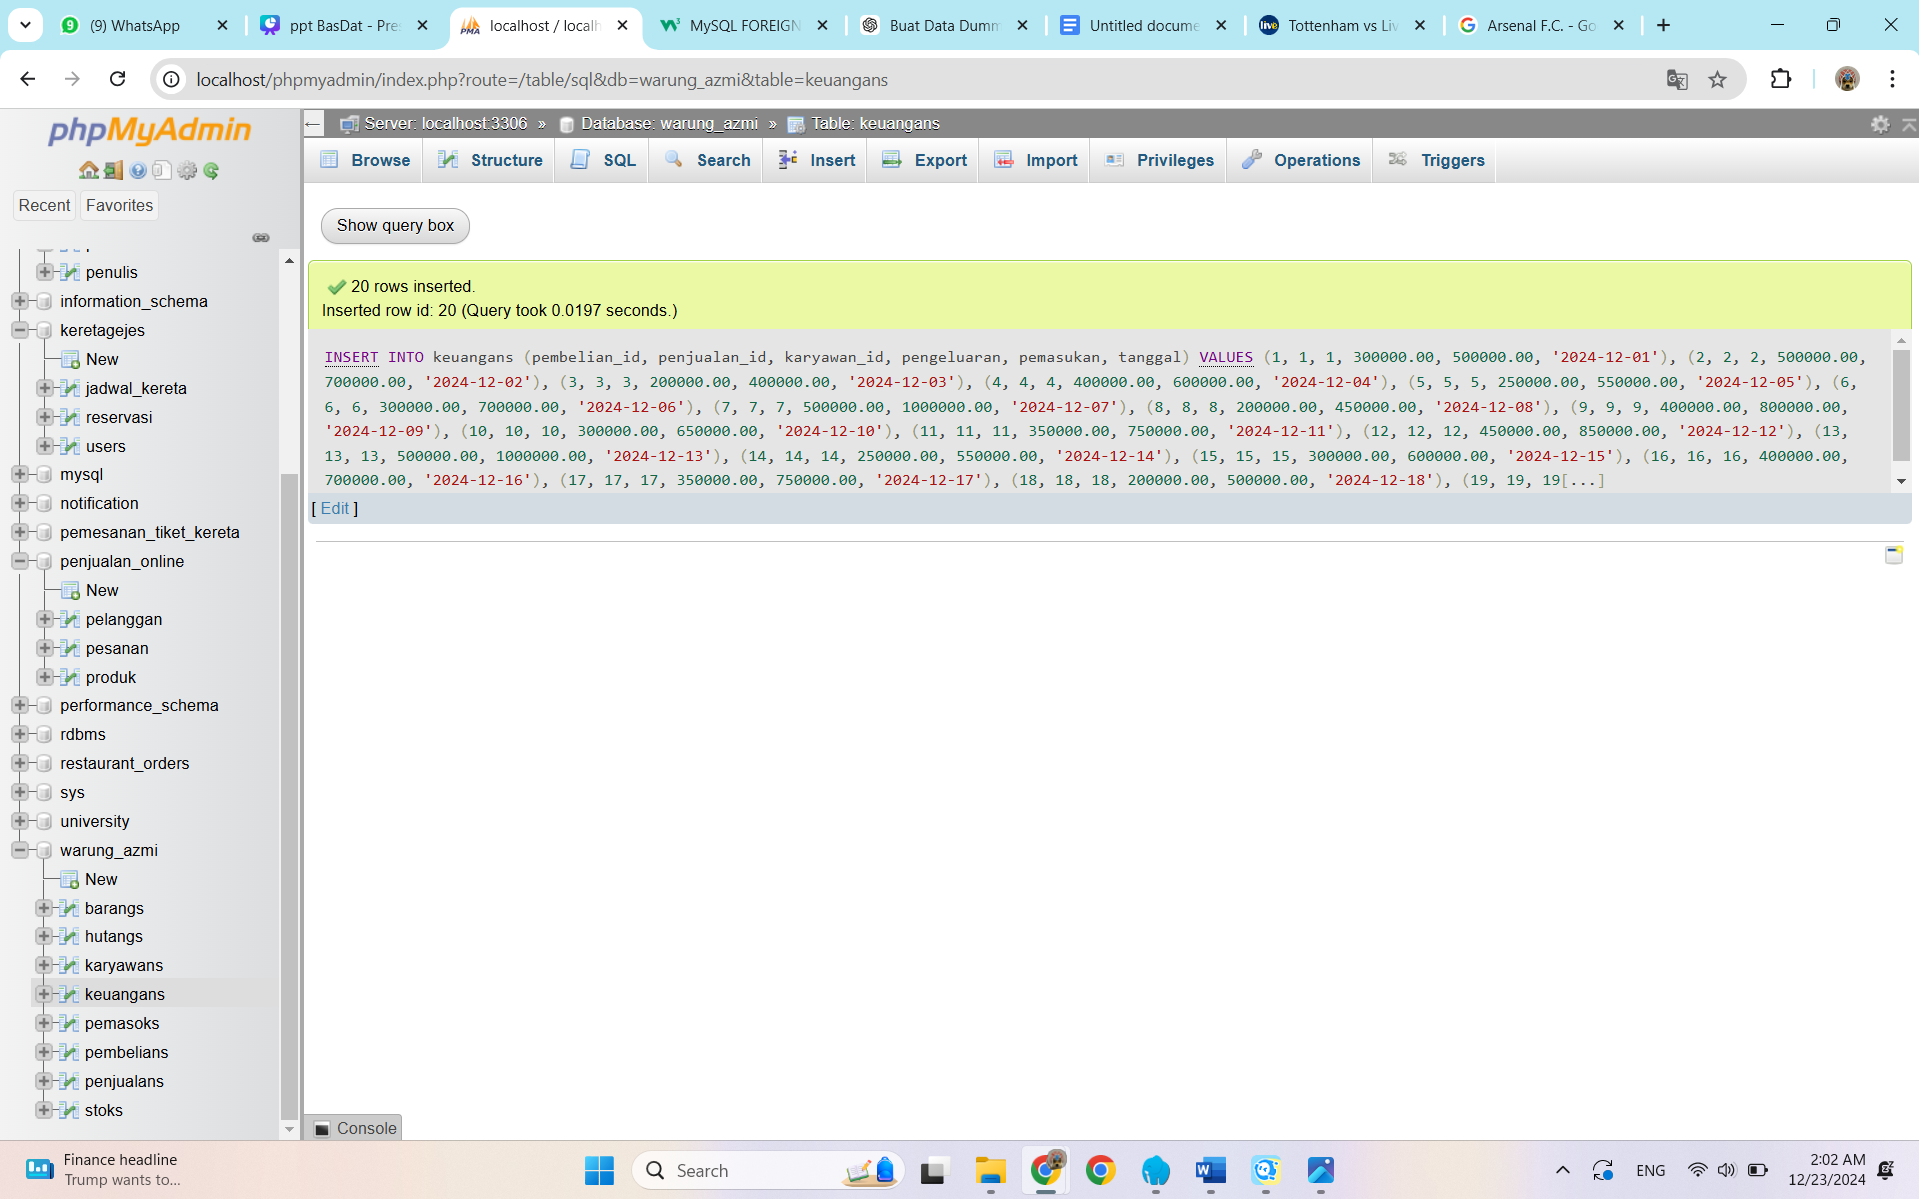 (9) WhatsApp
ppt BasDat - Pre
localhost / localh
MySQL FOREIGN
Buat Data Dumm
Untitled docume
Tottenham vs Liv
Arsenal F.C. - Go
localhost/phpmyadmin/index.php?route=/table/sql&db=warung_azmi&table=keuangans
phpMyAdmin
Recent
Favorites
penulis
information_schema
keretagejes
New
jadwal_kereta
reservasi
users
mysql
notification
pemesanan_tiket_kereta
penjualan_online
New
pelanggan
pesanan
produk
performance_schema
rdbms
restaurant_orders
sys
university
warung_azmi
New
barangs
hutangs
karyawans
keuangans
pemasoks
pembelians
penjualans
stoks
Server: localhost:3306 » Database: warung_azmi » Table: keuangans
Browse Structure SQL Search Insert Export Import Privileges Operations Triggers
Show query box
20 rows inserted.
Inserted row id: 20 (Query took 0.0197 seconds.)
INSERT INTO keuangans (pembelian_id, penjualan_id, karyawan_id, pengeluaran, pemasukan, tanggal) VALUES (1, 1, 1, 300000.00, 500000.00, '2024-12-01'), (2, 2, 2, 500000.00,
700000.00, '2024-12-02'), (3, 3, 3, 200000.00, 400000.00, '2024-12-03'), (4, 4, 4, 400000.00, 600000.00, '2024-12-04'), (5, 5, 5, 250000.00, 550000.00, '2024-12-05'), (6,
6, 6, 300000.00, 700000.00, '2024-12-06'), (7, 7, 7, 500000.00, 1000000.00, '2024-12-07'), (8, 8, 8, 200000.00, 450000.00, '2024-12-08'), (9, 9, 9, 400000.00, 800000.00,
'2024-12-09'), (10, 10, 10, 300000.00, 650000.00, '2024-12-10'), (11, 11, 11, 350000.00, 750000.00, '2024-12-11'), (12, 12, 12, 450000.00, 850000.00, '2024-12-12'), (13,
13, 13, 500000.00, 1000000.00, '2024-12-13'), (14, 14, 14, 250000.00, 550000.00, '2024-12-14'), (15, 15, 15, 300000.00, 600000.00, '2024-12-15'), (16, 16, 16, 400000.00,
700000.00, '2024-12-16'), (17, 17, 17, 350000.00, 750000.00, '2024-12-17'), (18, 18, 18, 200000.00, 500000.00, '2024-12-18'), (19, 19, 19[...]
[ Edit ]
Console
Finance headline
Trump wants to...
Search
ENG
2:02 AM
12/23/2024